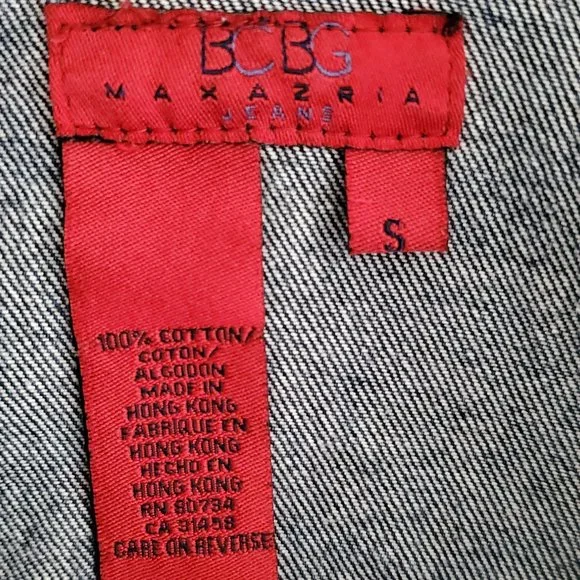 BCBG
MAXAZRIA
JEANS
S
100% COTTON/
COTON/
ALGODON
MADE IN
HONG KONG
FABRIQUE EN
HONG KONG
HECHO EN
HONG KONG
RN 80734
CA 31458
CARE ON REVERSE